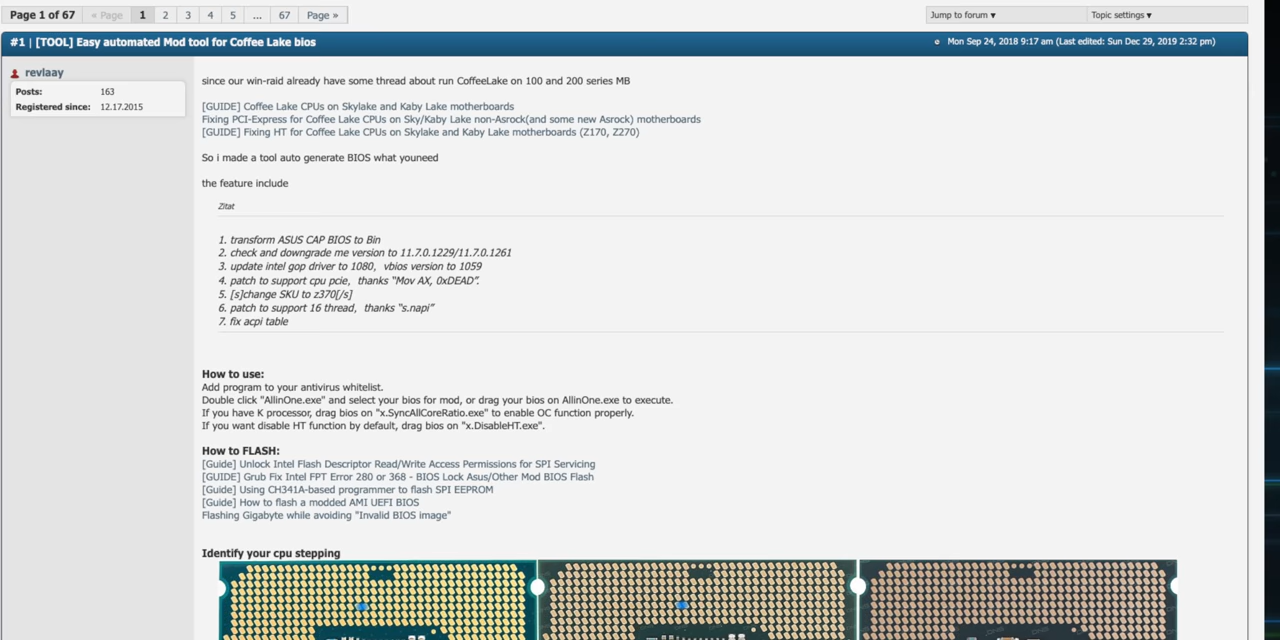 Page 1 of 67 « Page 1 2 3 4 5 ... 67 Page » Jump to forum ▾ Topic settings ▾
#1 | [TOOL] Easy automated Mod tool for Coffee Lake bios Mon Sep 24, 2018 9:17 am (Last edited: Sun Dec 29, 2019 2:32 pm)
revlaay
Posts: 163
Registered since: 12.17.2015
since our win-raid already have some thread about run CoffeeLake on 100 and 200 series MB
[GUIDE] Coffee Lake CPUs on Skylake and Kaby Lake motherboards
Fixing PCI-Express for Coffee Lake CPUs on Sky/Kaby Lake non-Asrock(and some new Asrock) motherboards
[GUIDE] Fixing HT for Coffee Lake CPUs on Skylake and Kaby Lake motherboards (Z170, Z270)
So i made a tool auto generate BIOS what youneed
the feature include
Zitat
1. transform ASUS CAP BIOS to Bin
2. check and downgrade me version to 11.7.0.1229/11.7.0.1261
3. update intel gop driver to 1080, vbios version to 1059
4. patch to support cpu pcie, thanks “Mov AX, 0xDEAD”.
5. [s]change SKU to z370[/s]
6. patch to support 16 thread, thanks “s.napi”
7. fix acpi table
How to use:
Add program to your antivirus whitelist.
Double click "AllinOne.exe" and select your bios for mod, or drag your bios on AllinOne.exe to execute.
If you have K processor, drag bios on "x.SyncAllCoreRatio.exe" to enable OC function properly.
If you want disable HT function by default, drag bios on "x.DisableHT.exe".
How to FLASH:
[Guide] Unlock Intel Flash Descriptor Read/Write Access Permissions for SPI Servicing
[GUIDE] Grub Fix Intel FPT Error 280 or 368 - BIOS Lock Asus/Other Mod BIOS Flash
[Guide] Using CH341A-based programmer to flash SPI EEPROM
[Guide] How to flash a modded AMI UEFI BIOS
Flashing Gigabyte while avoiding "Invalid BIOS image"
Identify your cpu stepping